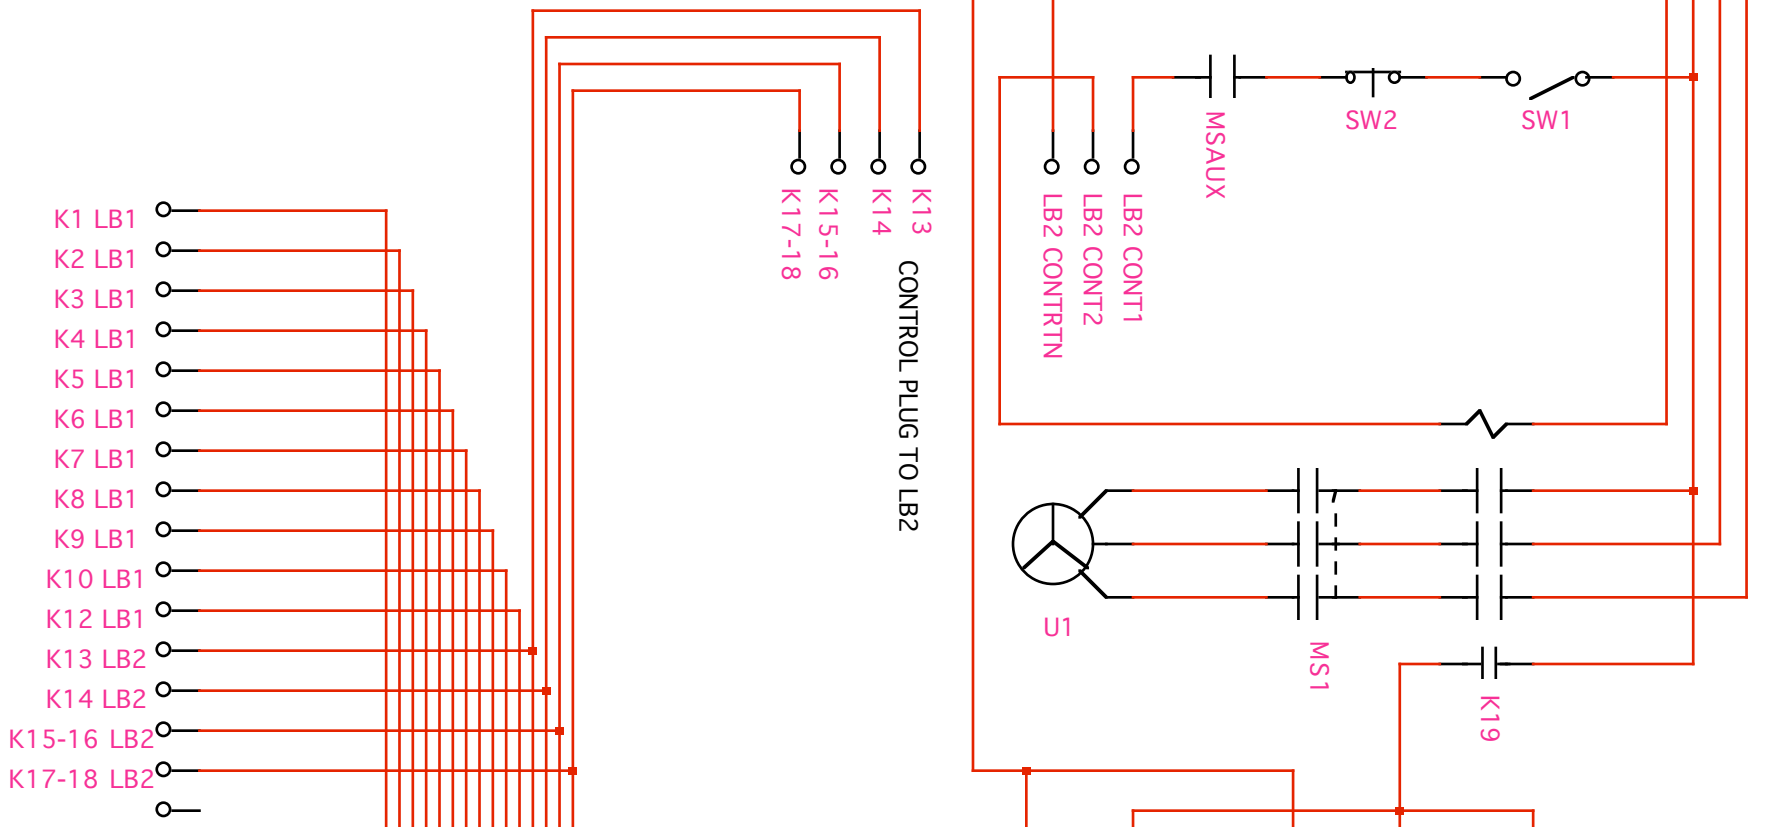 SW2
SW1
MSAUX
K17-18
K15-16
K14
K13
LB2 CONTRTN
LB2 CONT2
LB2 CONT1
CONTROL PLUG TO LB2
K1 LB1
K2 LB1
K3 LB1
K4 LB1
K5 LB1
K6 LB1
K7 LB1
K8 LB1
K9 LB1
K10 LB1
K12 LB1
K13 LB2
K14 LB2
K15-16 LB2
K17-18 LB2
U1
MS1
K19